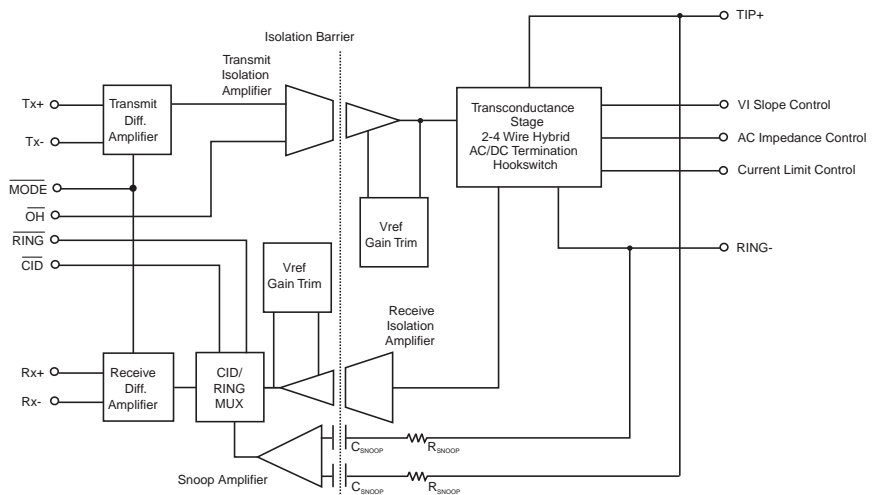 Isolation Barrier
TIP+
Transmit
Isolation
Amplifier
Tx+
Tx-
Transmit
Diff.
Amplifier
Transconductance
Stage
2-4 Wire Hybrid
AC/DC Termination
Hookswitch
VI Slope Control
AC Impedance Control
Current Limit Control
MODE
OH
RING
CID
Vref
Gain Trim
RING-
Vref
Gain Trim
Receive
Isolation
Amplifier
Rx+
Rx-
Receive
Diff.
Amplifier
CID/
RING
MUX
CSNOOP
RSNOOP
Snoop Amplifier
CSNOOP
RSNOOP